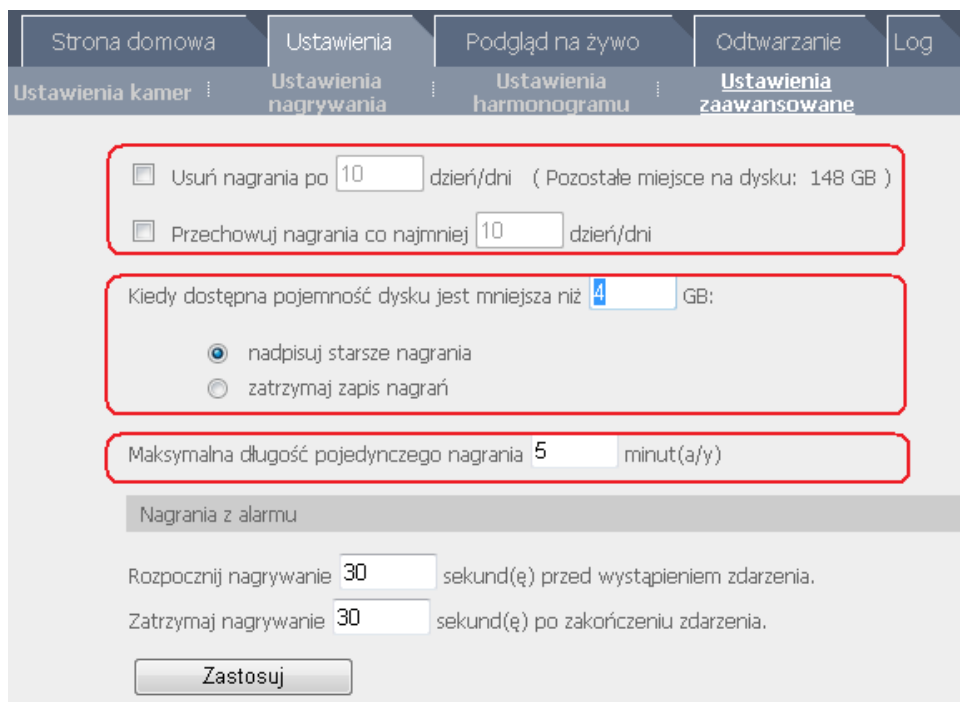 Strona domowa Ustawienia Podgląd na żywo Odtwarzanie Log
Ustawienia kamer Ustawienia nagrywania Ustawienia harmonogramu Ustawienia zaawansowane
Usuń nagrania po 10 dzień/dni ( Pozostałe miejsce na dysku: 148 GB )
Przechowuj nagrania co najmniej 10 dzień/dni
Kiedy dostępna pojemność dysku jest mniejsza niż 4 GB:
nadpisuj starsze nagrania
zatrzymaj zapis nagrań
Maksymalna długość pojedynczego nagrania 5 minut(a/y)
Nagrania z alarmu
Rozpocznij nagrywanie 30 sekund(ę) przed wystąpieniem zdarzenia.
Zatrzymaj nagrywanie 30 sekund(ę) po zakończeniu zdarzenia.
Zastosuj